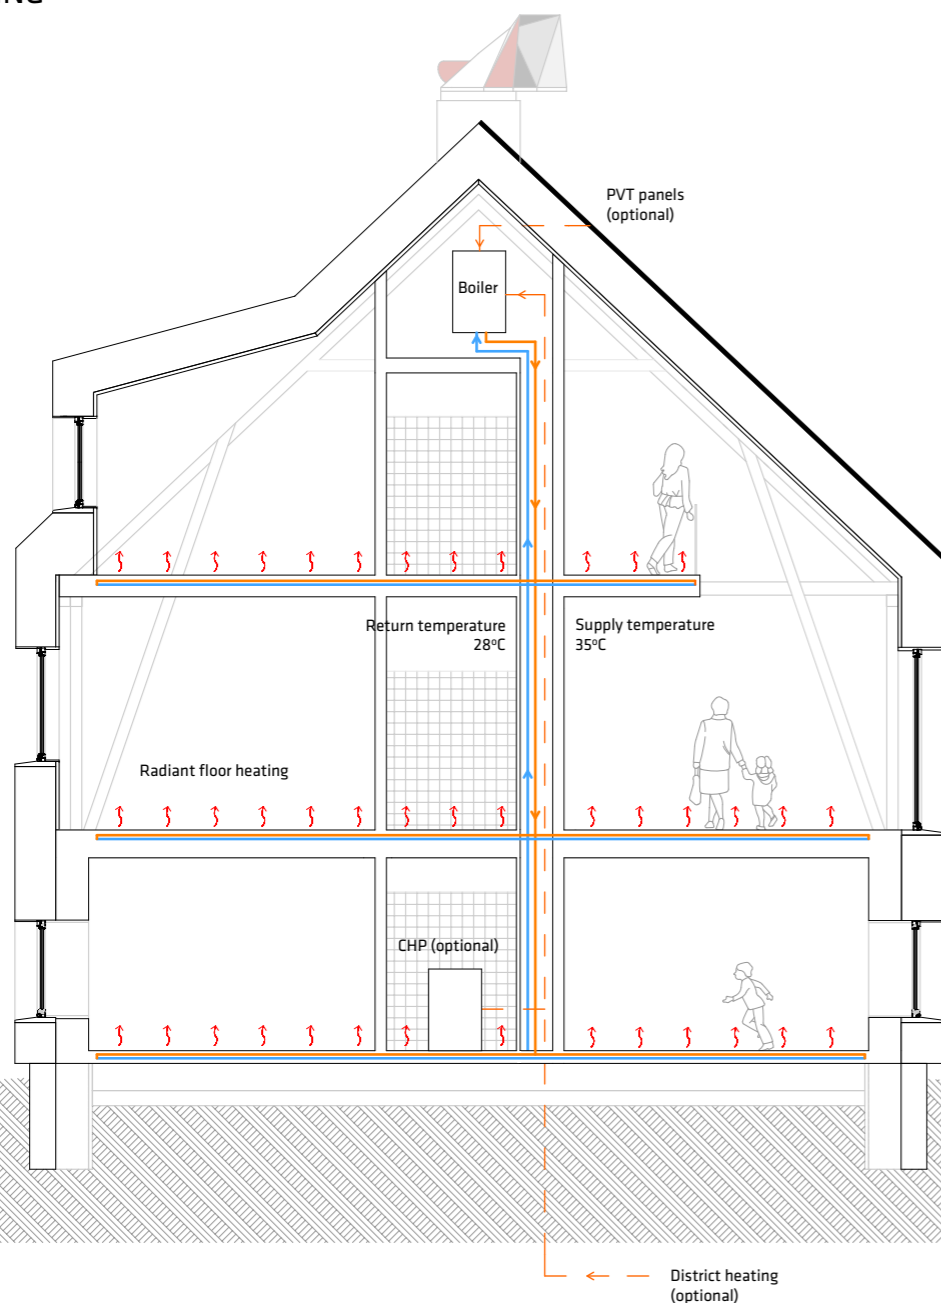 PVT panels
(optional)
Boiler
Return temperature
28ºC
Supply temperature
35ºC
Radiant floor heating
CHP (optional)
District heating
(optional)